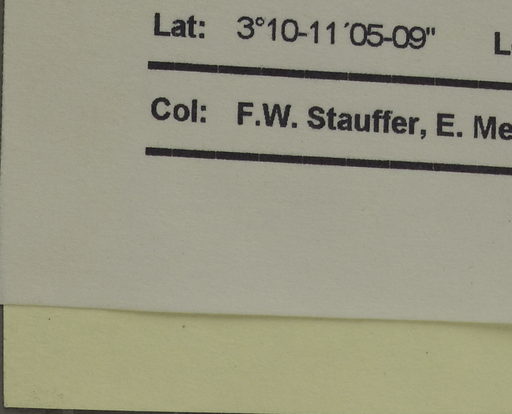 Lat: 3°10-11´05-09"
Col: F.W. Stauffer, E.